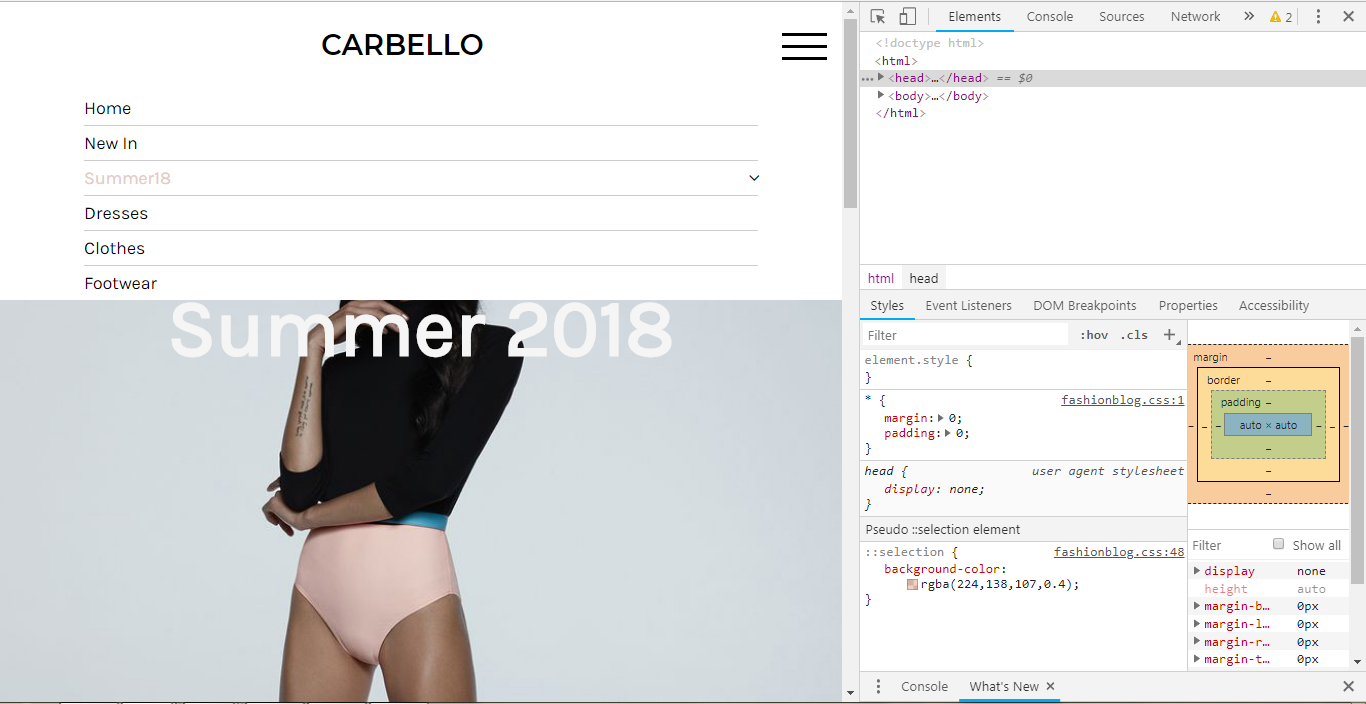 CARBELLO
Home
New In
Summer18
Dresses
Clothes
Footwear
Summer 2018
Elements Console Sources Network » 2
<!doctype html>
<html>
…<head>…</head> == $0
<body>…</body>
</html>
html head
Styles Event Listeners DOM Breakpoints Properties Accessibility
Filter :hov .cls +
element.style {
}
* { fashionblog.css:1
margin: 0;
padding: 0;
}
head { user agent stylesheet
display: none;
}
Pseudo ::selection element
::selection { fashionblog.css:48
background-color:
rgba(224,138,107,0.4);
}
margin –
border –
padding –
– – – auto × auto – – –
–
–
–
Filter Show all
display none
height auto
margin-b… 0px
margin-l… 0px
margin-r… 0px
margin-t… 0px
Console What's New ×